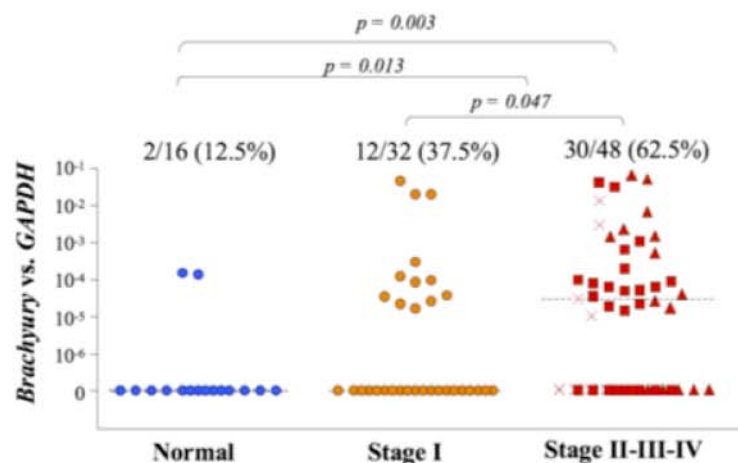 p = 0.003
p = 0.013
p = 0.047
2/16 (12.5%) 12/32 (37.5%) 30/48 (62.5%)
Brachyury vs. GAPDH
10-1
10-2
10-3
10-4
10-5
10-6
0
Normal Stage I Stage II-III-IV